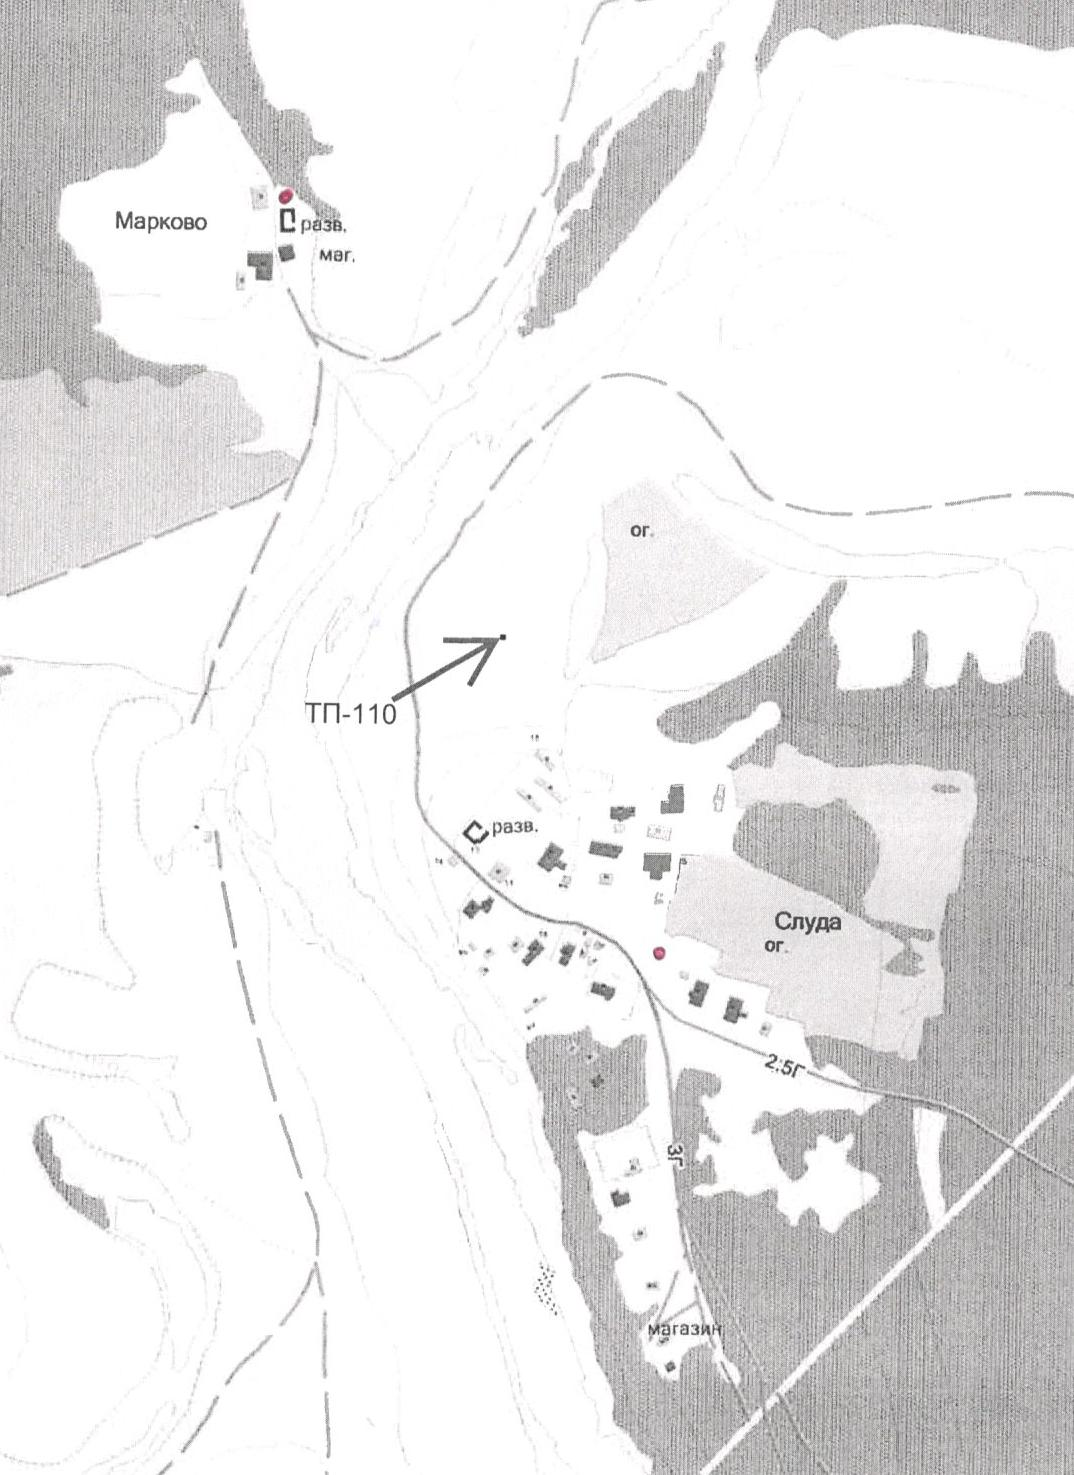 Марково
разв.
маг.
ог.
ТП-110
разв.
Слуда
ог.
2.5Г
3Г
магазин